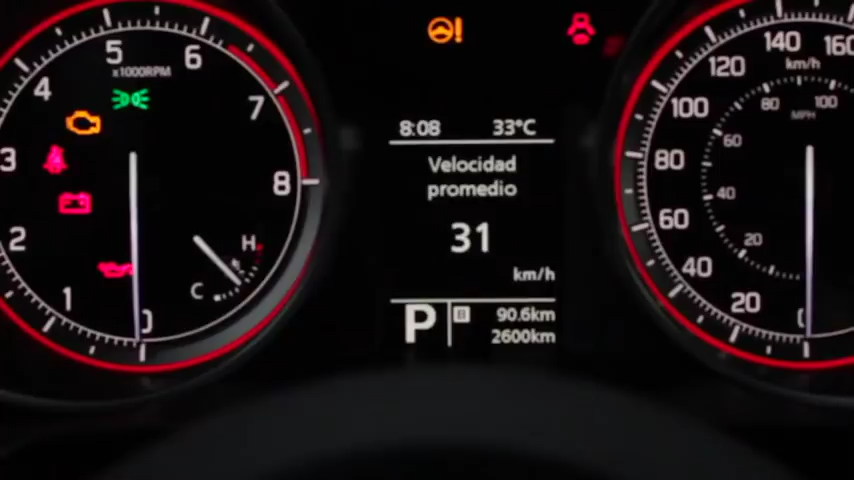 5
x1000RPM
6
4
7
3
8
2
1
0
H
C
8:08 33°C
Velocidad
promedio
31
km/h
P B 90.6km
2600km
140 160
km/h
120
100
80
60
40
20
0
80 100
MPH
60
40
20